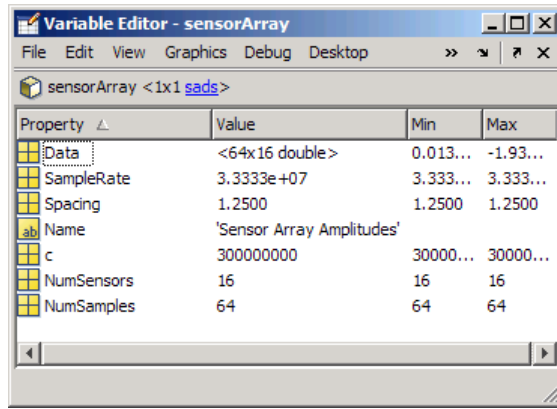 Variable Editor - sensorArray
File Edit View Graphics Debug Desktop
sensorArray <1x1 sads>
Property Value Min Max
Data <64x16 double> 0.013... -1.93...
SampleRate 3.3333e+07 3.333... 3.333...
Spacing 1.2500 1.2500 1.2500
ab Name 'Sensor Array Amplitudes'
c 300000000 30000... 30000...
NumSensors 16 16 16
NumSamples 64 64 64